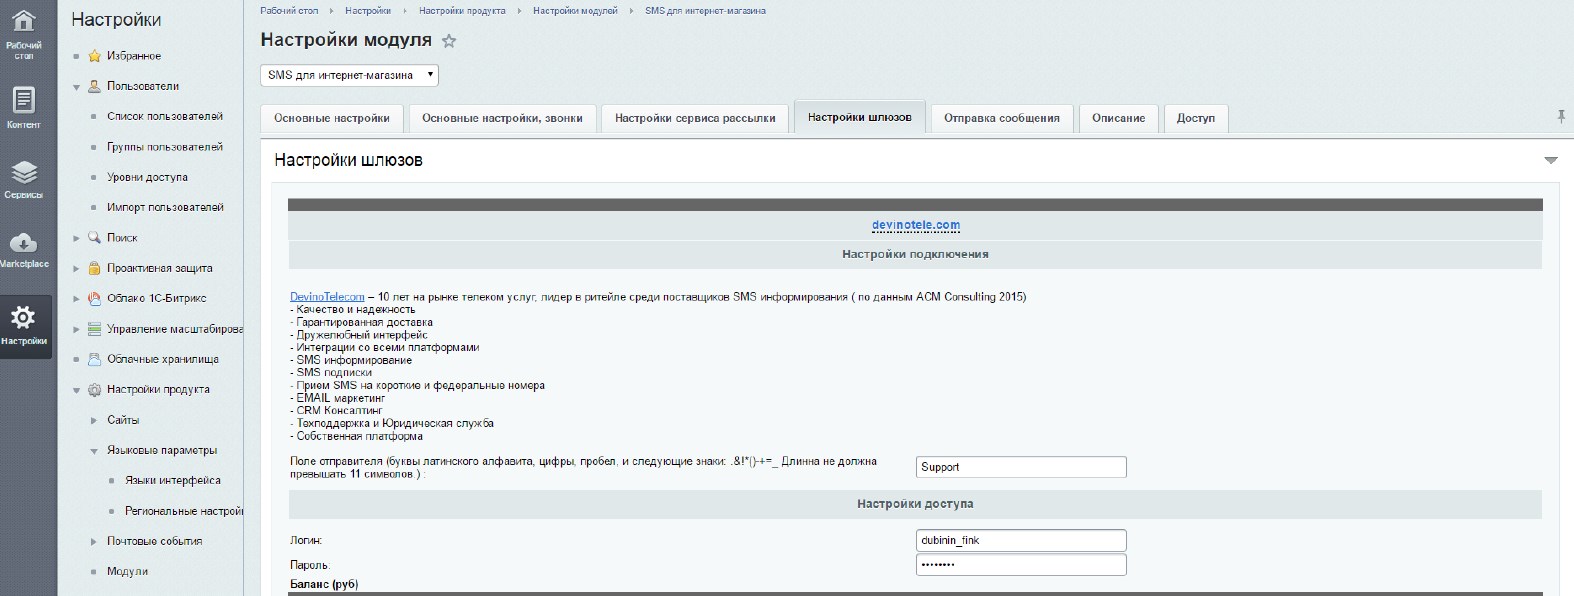 Рабочий стол
Контент
Сервисы
Marketplace
Настройки
Настройки
Избранное
Пользователи
Список пользователей
Группы пользователей
Уровни доступа
Импорт пользователей
Поиск
Проактивная защита
Облако 1С-Битрикс
Управление масштабирова
Облачные хранилища
Настройки продукта
Сайты
Языковые параметры
Языки интерфейса
Региональные настрой
Почтовые события
Модули
Рабочий стол Настройки Настройки продукта Настройки модулей SMS для интернет-магазина
Настройки модуля
SMS для интернет-магазина
Основные настройки Основные настройки, звонки Настройки сервиса рассылки Настройки шлюзов Отправка сообщения Описание Доступ
Настройки шлюзов
devinotele.com
Настройки подключения
DevinoTelecom – 10 лет на рынке телеком услуг, лидер в ритейле среди поставщиков SMS информирования ( по данным ACM Consulting 2015)
- Качество и надежность
- Гарантированная доставка
- Дружелюбный интерфейс
- Интеграции со всеми платформами
- SMS информирование
- SMS подписки
- Прием SMS на короткие и федеральные номера
- EMAIL маркетинг
- CRM Консалтинг
- Техподдержка и Юридическая служба
- Собственная платформа
Поле отправителя (буквы латинского алфавита, цифры, пробел, и следующие знаки: .&!*()-+=_ Длинна не должна
превышать 11 символов.) :
Support
Настройки доступа
Логин:
dubinin_fink
Пароль:
••••••••
Баланс (руб)